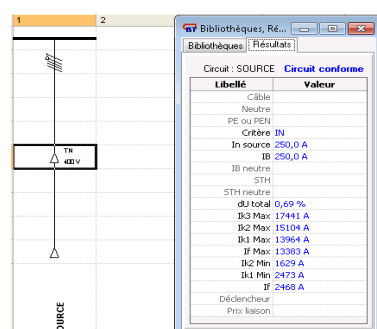 1 2
TN
400 V
OURCE
BT Bibliothèques, Ré...
Bibliothèques Résultats
Circuit : SOURCE Circuit conforme
Libellé Valeur
Câble
Neutre
PE ou PEN
Critère IN
In source 250,0 A
IB 250,0 A
IB neutre
STH
STH neutre
dU total 0,69 %
Ik3 Max 17441 A
Ik2 Max 15104 A
Ik1 Max 13964 A
If Max 13383 A
Ik2 Min 1629 A
Ik1 Min 2473 A
If 2468 A
Déclencheur
Prix liaison